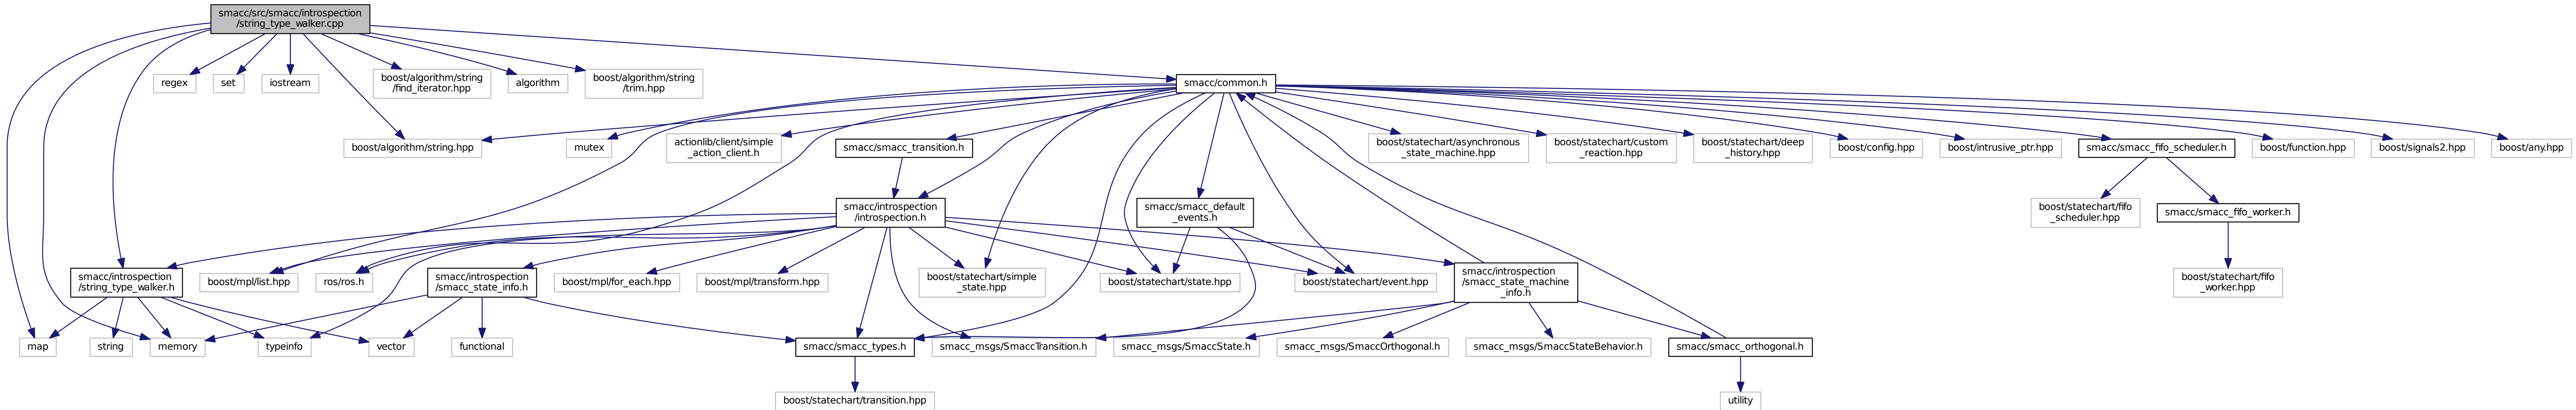 smacc/src/smacc/introspection
/string_type_walker.cpp
regex
set
iostream
boost/algorithm/string
/find_iterator.hpp
algorithm
boost/algorithm/string
/trim.hpp
smacc/common.h
boost/algorithm/string.hpp
mutex
actionlib/client/simple
_action_client.h
smacc/smacc_transition.h
boost/statechart/asynchronous
_state_machine.hpp
boost/statechart/custom
_reaction.hpp
boost/statechart/deep
_history.hpp
boost/config.hpp
boost/intrusive_ptr.hpp
smacc/smacc_fifo_scheduler.h
boost/function.hpp
boost/signals2.hpp
boost/any.hpp
smacc/introspection
/introspection.h
smacc/smacc_default
_events.h
boost/statechart/fifo
_scheduler.hpp
smacc/smacc_fifo_worker.h
smacc/introspection
/string_type_walker.h
boost/mpl/list.hpp
ros/ros.h
smacc/introspection
/smacc_state_info.h
boost/mpl/for_each.hpp
boost/mpl/transform.hpp
boost/statechart/simple
_state.hpp
boost/statechart/state.hpp
boost/statechart/event.hpp
smacc/introspection
/smacc_state_machine
_info.h
boost/statechart/fifo
_worker.hpp
map
string
memory
typeinfo
vector
functional
smacc/smacc_types.h
smacc_msgs/SmaccTransition.h
smacc_msgs/SmaccState.h
smacc_msgs/SmaccOrthogonal.h
smacc_msgs/SmaccStateBehavior.h
smacc/smacc_orthogonal.h
boost/statechart/transition.hpp
utility